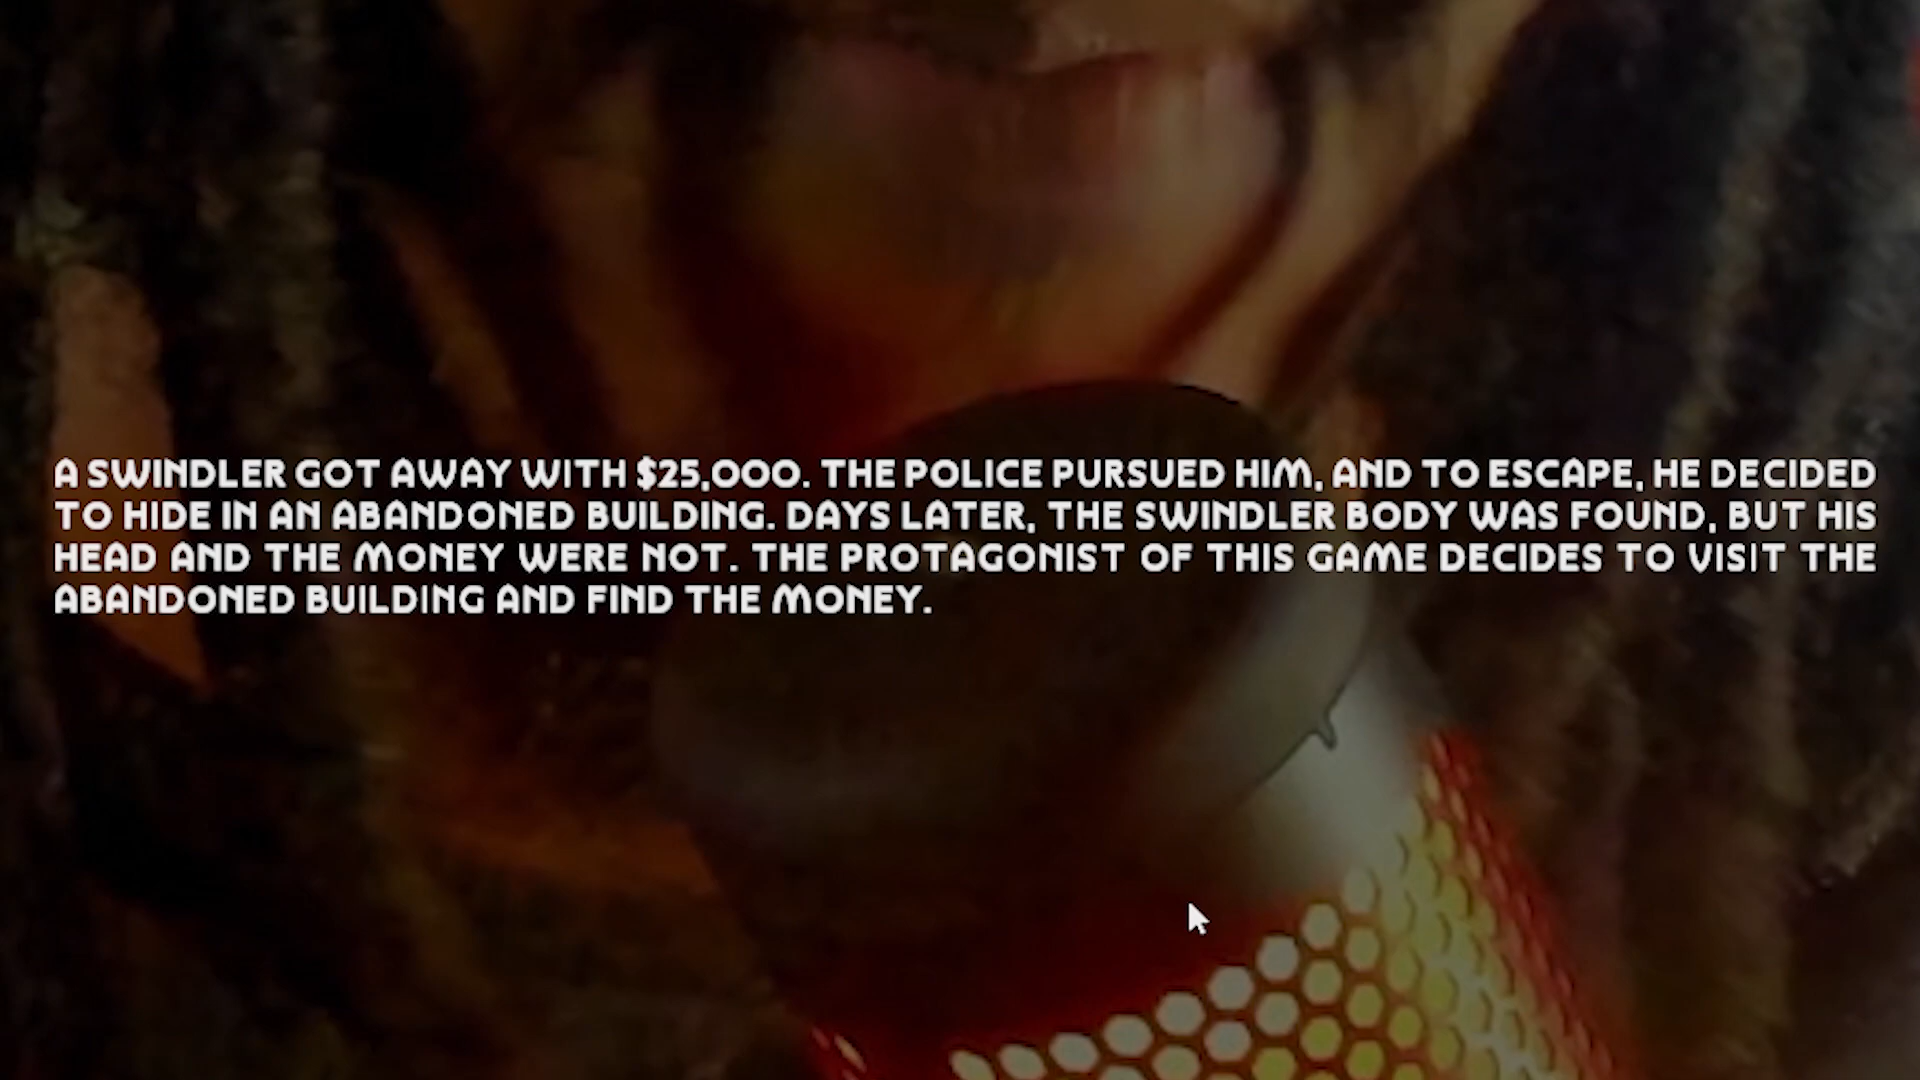 A SWINDLER GOT AWAY WITH $25,000. THE POLICE PURSUED HIM, AND TO ESCAPE, HE DECIDED
TO HIDE IN AN ABANDONED BUILDING. DAYS LATER, THE SWINDLER BODY WAS FOUND, BUT HIS
HEAD AND THE MONEY WERE NOT. THE PROTAGONIST OF THIS GAME DECIDES TO VISIT THE
ABANDONED BUILDING AND FIND THE MONEY.